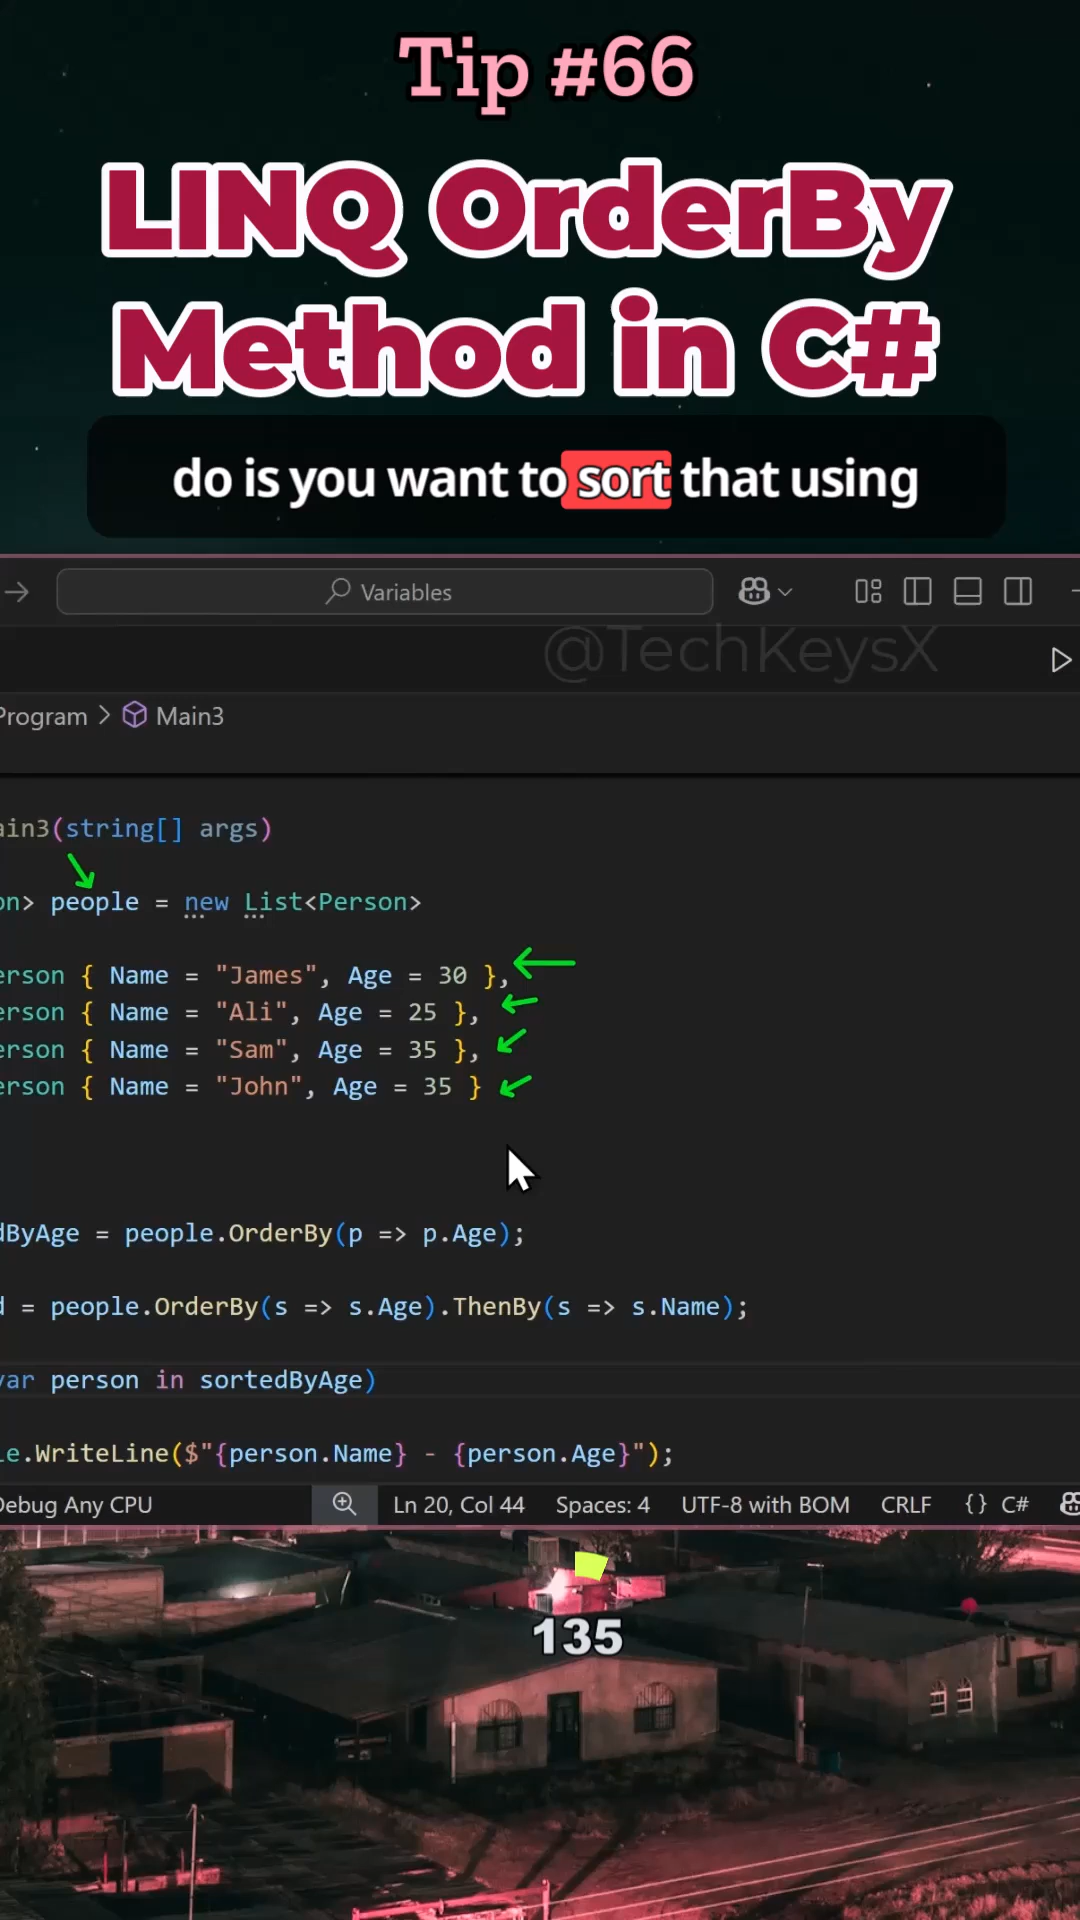 Tip #66
LINQ OrderBy
Method in C#
do is you want to sort that using
Variables
@TechKeysX
Program > Main3
ain3(string[] args)
on> people = new List<Person>
erson { Name = "James", Age = 30 },
erson { Name = "Ali", Age = 25 },
erson { Name = "Sam", Age = 35 },
erson { Name = "John", Age = 35 }
dByAge = people.OrderBy(p => p.Age);
d = people.OrderBy(s => s.Age).ThenBy(s => s.Name);
var person in sortedByAge)
le.WriteLine($"{person.Name} - {person.Age}");
Debug Any CPU Ln 20, Col 44 Spaces: 4 UTF-8 with BOM CRLF {} C#
135